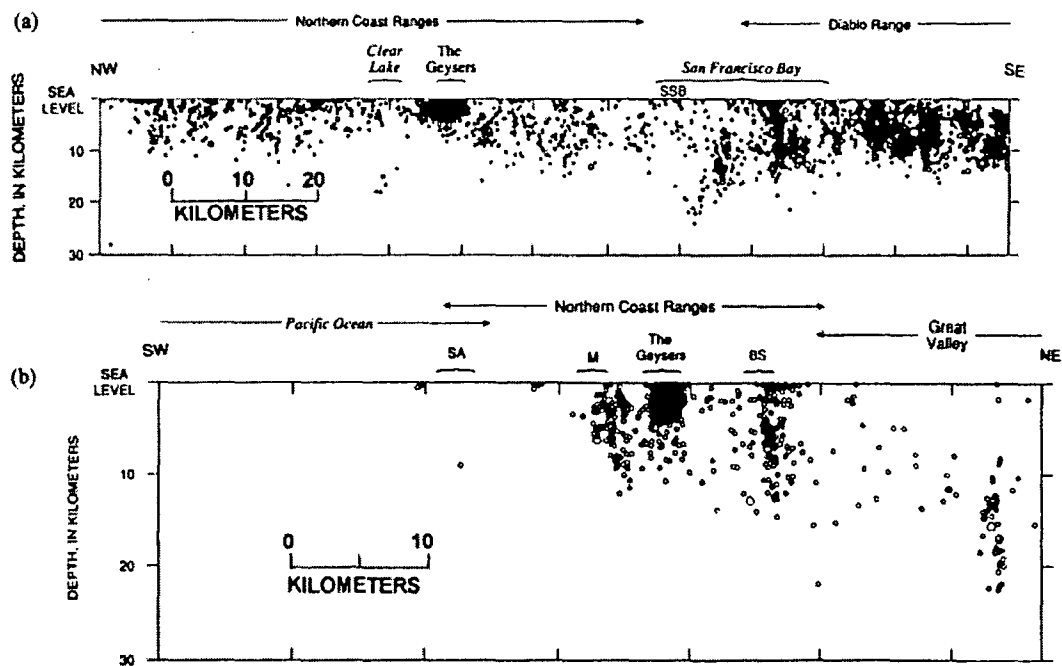 (a)
Northern Coast Ranges
Diablo Range
Clear Lake
The Geysers
San Francisco Bay
NW
SSB
SE
SEA LEVEL
10
20
30
DEPTH, IN KILOMETERS
0 10 20
KILOMETERS
Northern Coast Ranges
Pacific Ocean
Great Valley
SW
SA
M
The Geysers
BS
NE
(b)
SEA LEVEL
10
20
30
DEPTH, IN KILOMETERS
0 10
KILOMETERS